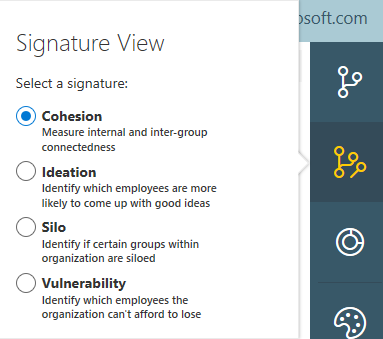 osoft.com
Signature View
Select a signature:
Cohesion
Measure internal and inter-group
connectedness
Ideation
Identify which employees are more
likely to come up with good ideas
Silo
Identify if certain groups within
organization are siloed
Vulnerability
Identify which employees the
organization can't afford to lose